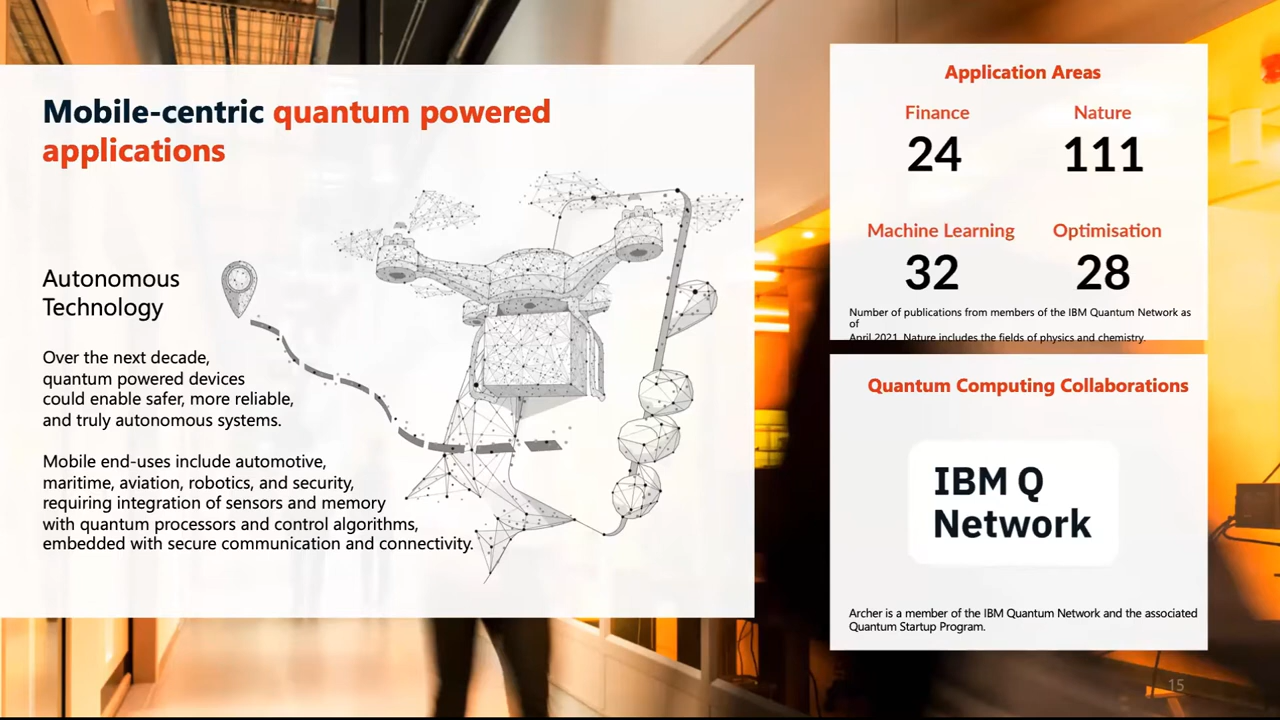 Mobile-centric quantum powered
applications
Autonomous
Technology
Over the next decade,
quantum powered devices
could enable safer, more reliable,
and truly autonomous systems.
Mobile end-uses include automotive,
maritime, aviation, robotics, and security,
requiring integration of sensors and memory
with quantum processors and control algorithms,
embedded with secure communication and connectivity.
Application Areas
Finance
24
Nature
111
Machine Learning
32
Optimisation
28
Number of publications from members of the IBM Quantum Network as
of
April 2021. Nature includes the fields of physics and chemistry.
Quantum Computing Collaborations
IBM Q
Network
Archer is a member of the IBM Quantum Network and the associated
Quantum Startup Program.
15